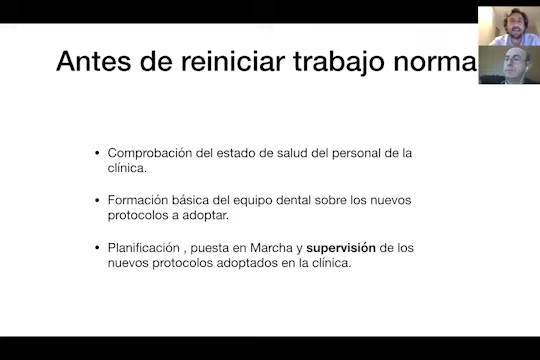 Antes de reiniciar trabajo norma
• Comprobación del estado de salud del personal de la
clínica.
• Formación básica del equipo dental sobre los nuevos
protocolos a adoptar.
• Planificación , puesta en Marcha y supervisión de los
nuevos protocolos adoptados en la clínica.